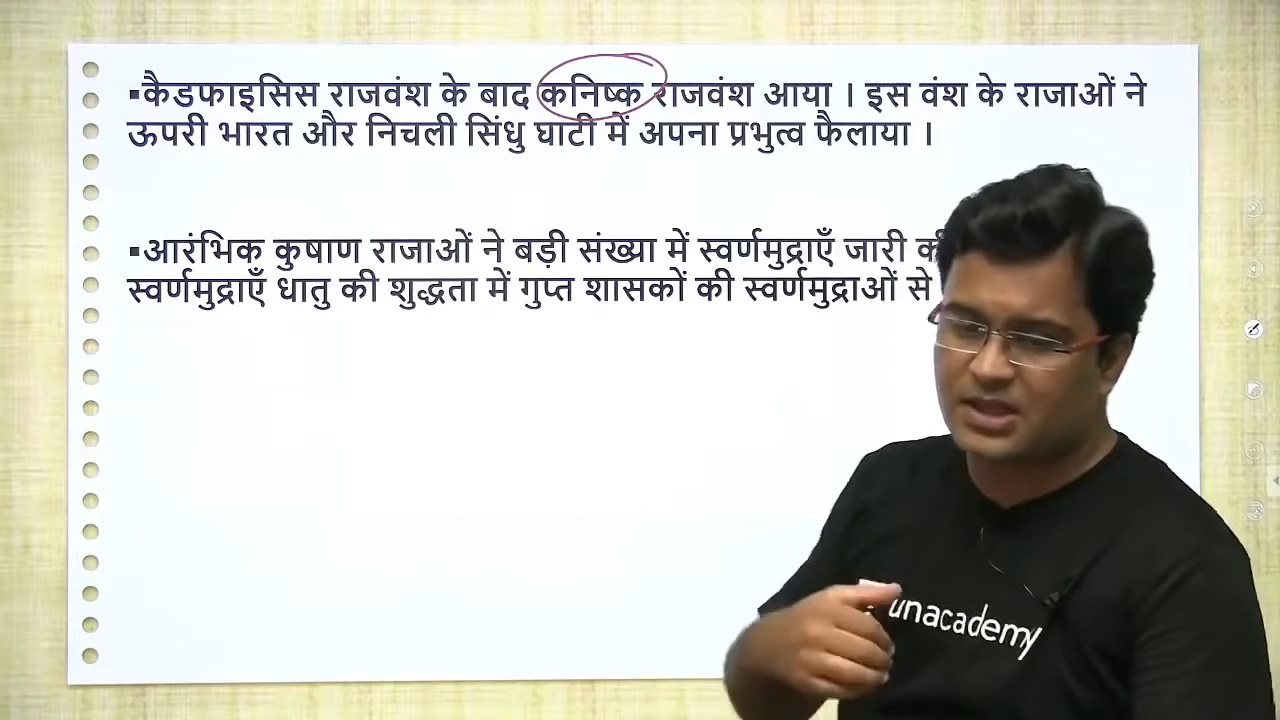 ▪कैडफाइसिस राजवंश के बाद कनिष्क राजवंश आया । इस वंश के राजाओं ने
ऊपरी भारत और निचली सिंधु घाटी में अपना प्रभुत्व फैलाया ।
▪आरंभिक कुषाण राजाओं ने बड़ी संख्या में स्वर्णमुद्राएँ जारी
स्वर्णमुद्राएँ धातु की शुद्धता में गुप्त शासकों की स्वर्णमुद्राओं से
unacademy